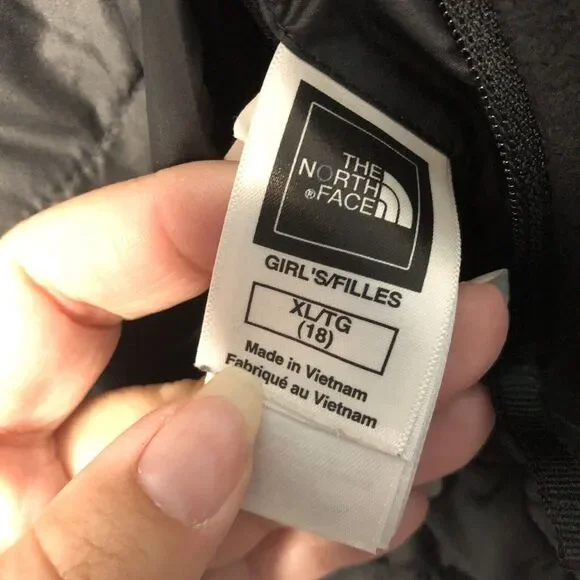 THE
NORTH
®FACE
GIRL'S/FILLES
XL/TG
(18)
Made in Vietnam
Fabriqué au Vietnam